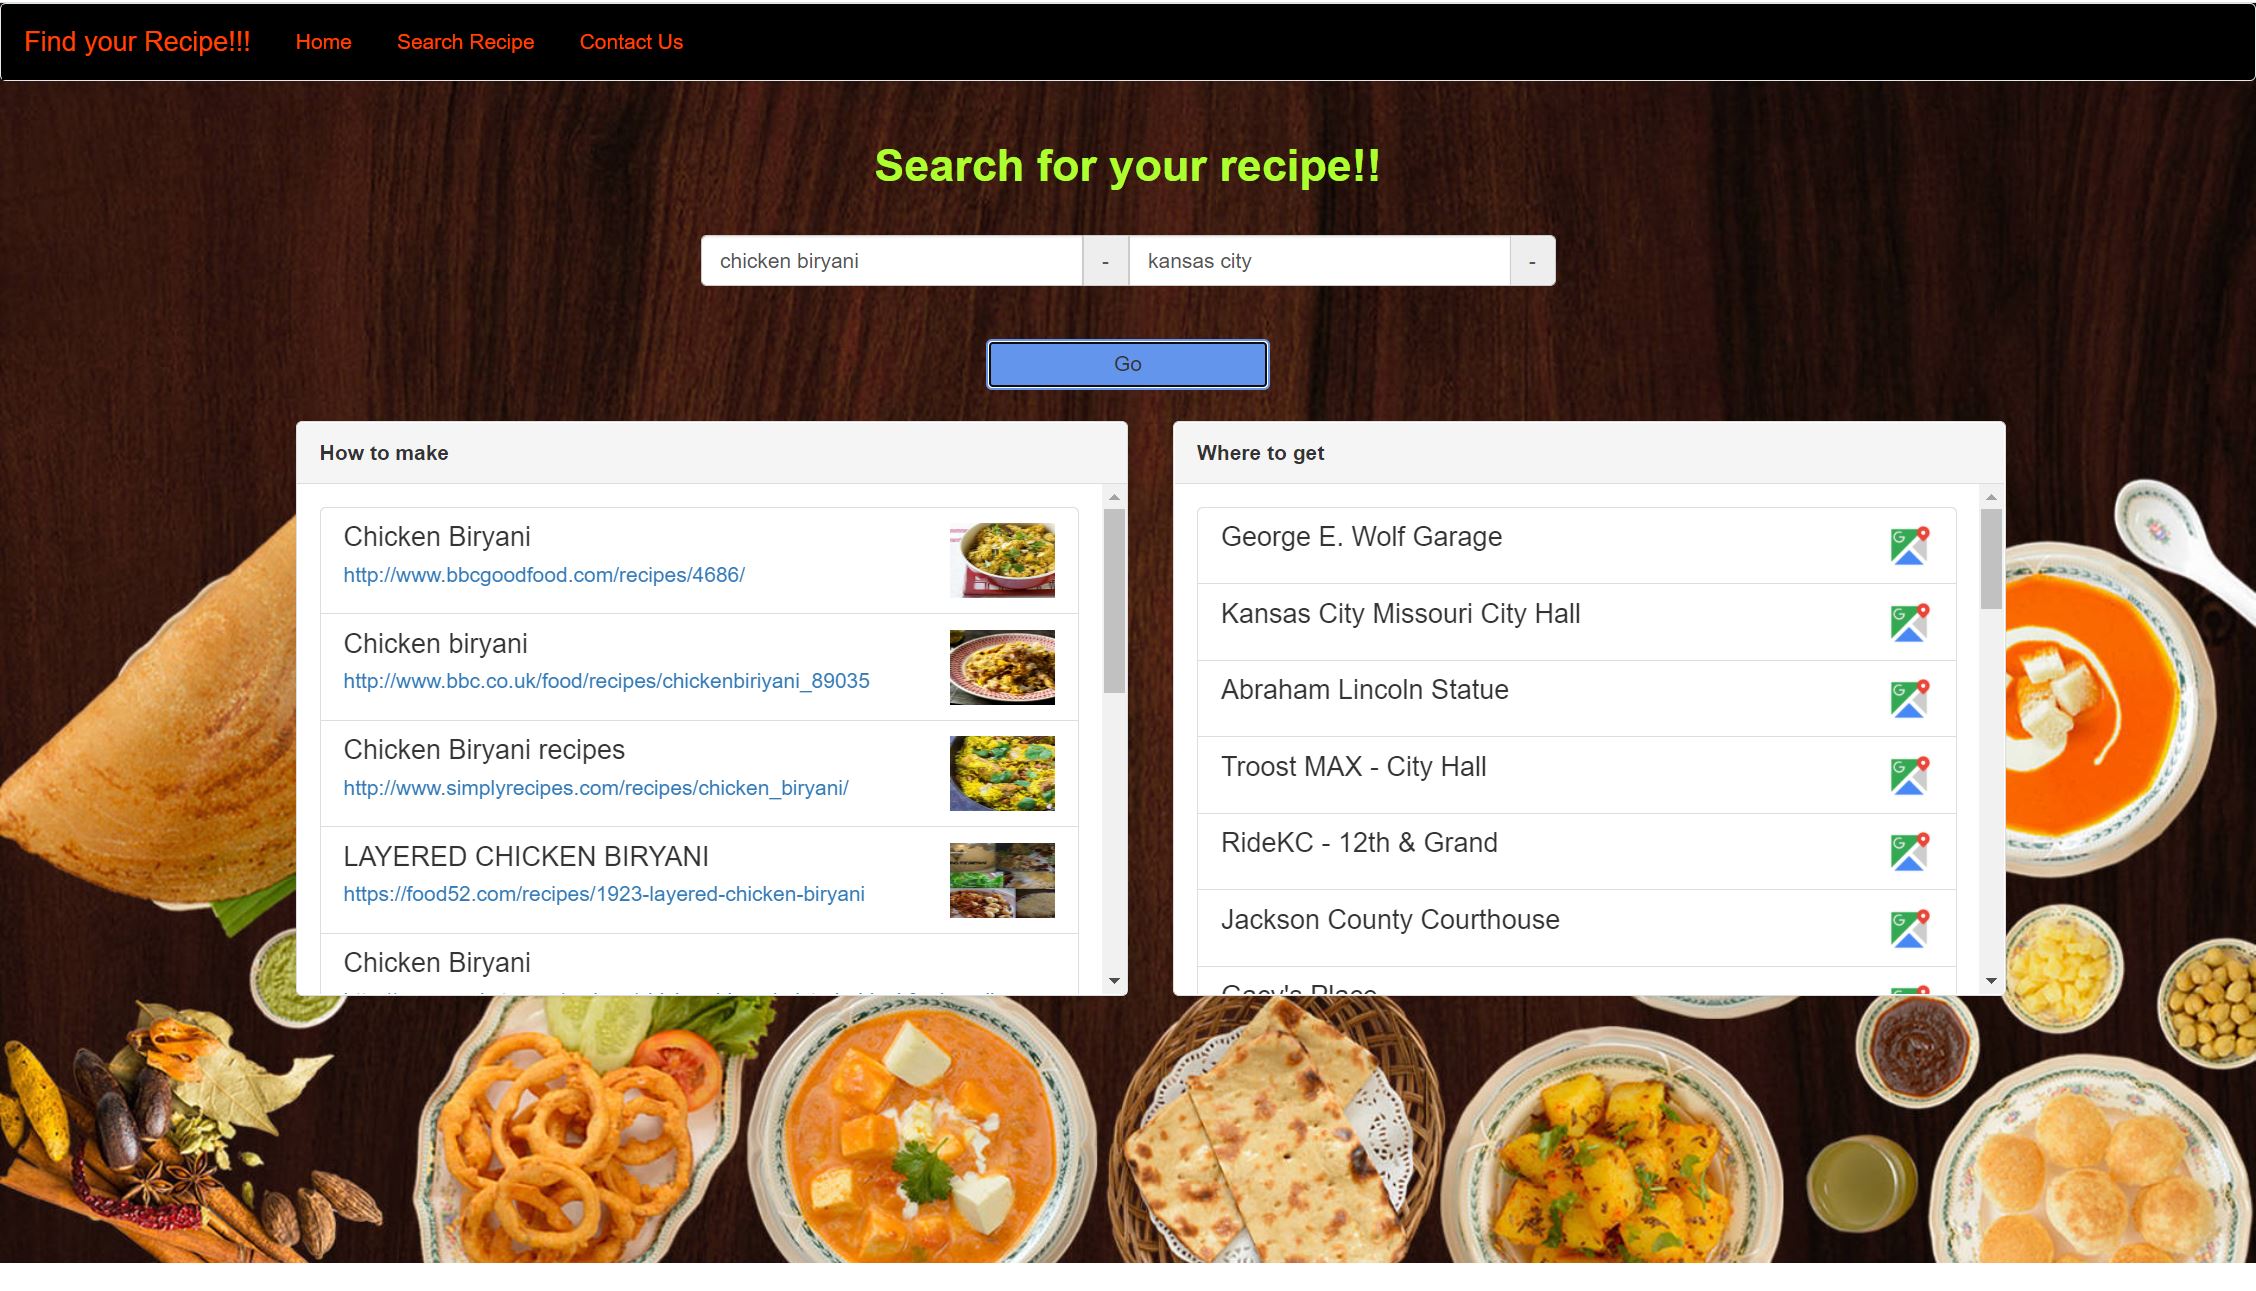 Find your Recipe!!! Home Search Recipe Contact Us
Search for your recipe!!
chicken biryani - kansas city -
Go
How to make
Chicken Biryani
http://www.bbcgoodfood.com/recipes/4686/
Chicken biryani
http://www.bbc.co.uk/food/recipes/chickenbiriyani_89035
Chicken Biryani recipes
http://www.simplyrecipes.com/recipes/chicken_biryani/
LAYERED CHICKEN BIRYANI
https://food52.com/recipes/1923-layered-chicken-biryani
Chicken Biryani
Where to get
George E. Wolf Garage
Kansas City Missouri City Hall
Abraham Lincoln Statue
Troost MAX - City Hall
RideKC - 12th & Grand
Jackson County Courthouse